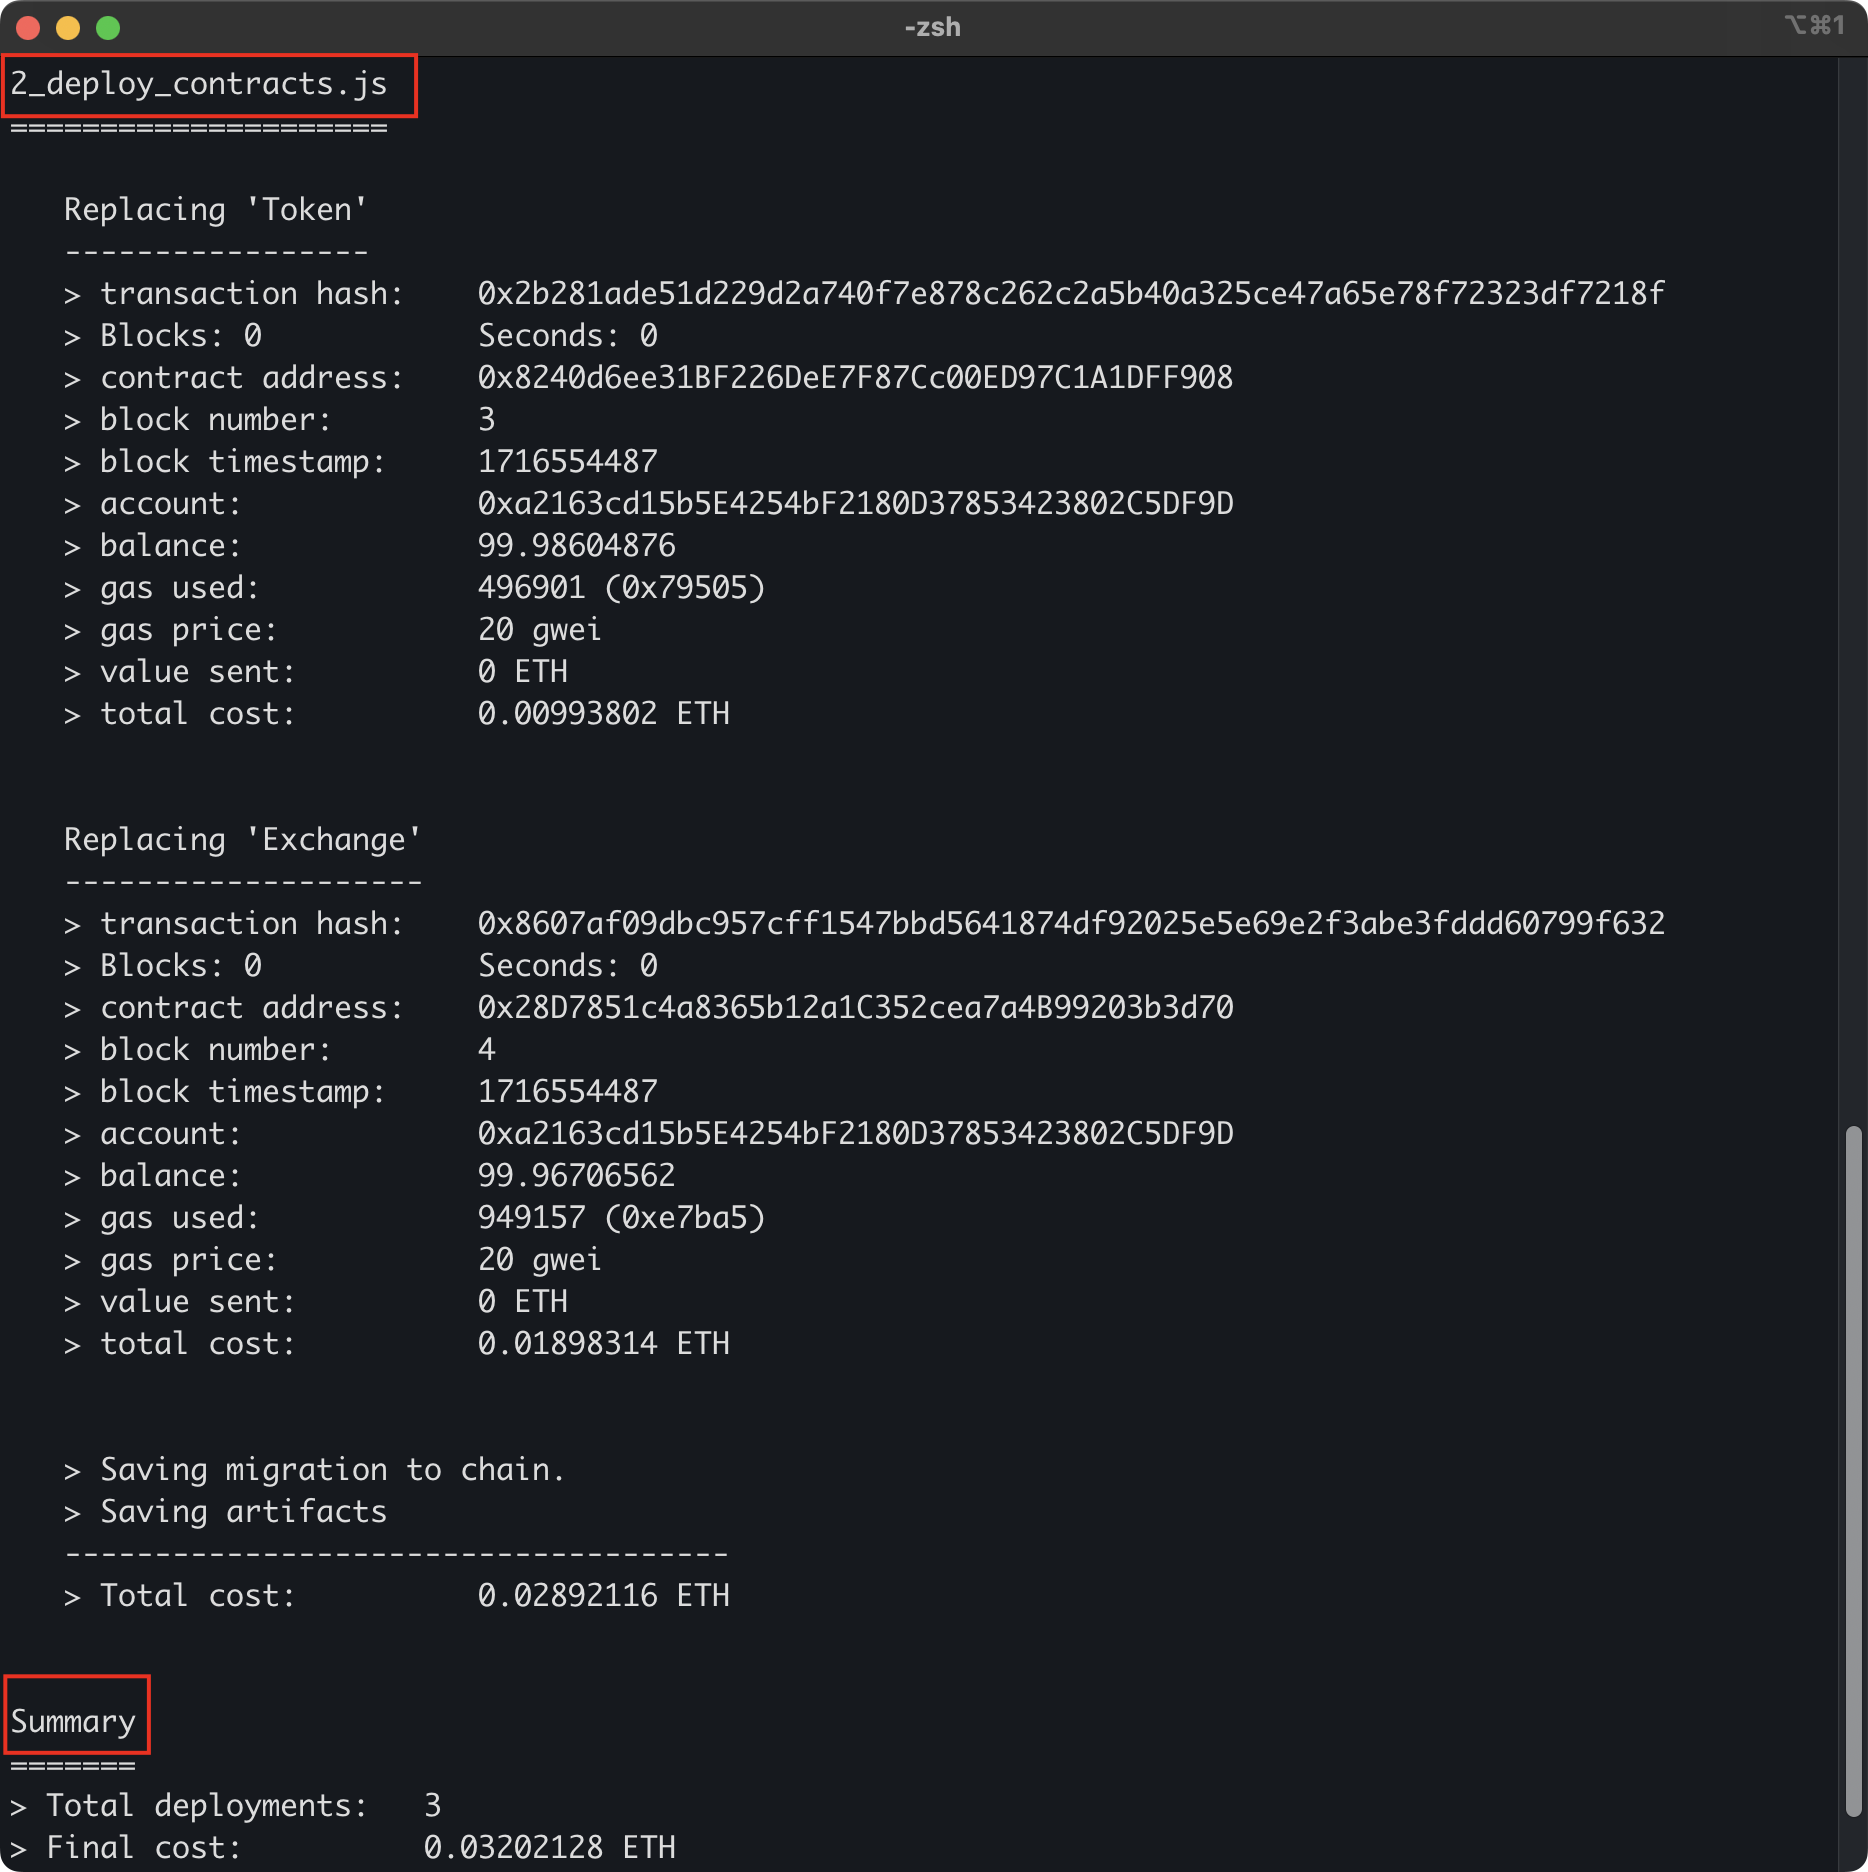 -zsh
⌥⌘1
2_deploy_contracts.js
=====================
Replacing 'Token'
-----------------
> transaction hash:    0x2b281ade51d229d2a740f7e878c262c2a5b40a325ce47a65e78f72323df7218f
> Blocks: 0            Seconds: 0
> contract address:    0x8240d6ee31BF226DeE7F87Cc00ED97C1A1DFF908
> block number:        3
> block timestamp:     1716554487
> account:             0xa2163cd15b5E4254bF2180D37853423802C5DF9D
> balance:             99.98604876
> gas used:            496901 (0x79505)
> gas price:           20 gwei
> value sent:          0 ETH
> total cost:          0.00993802 ETH
Replacing 'Exchange'
--------------------
> transaction hash:    0x8607af09dbc957cff1547bbd5641874df92025e5e69e2f3abe3fddd60799f632
> Blocks: 0            Seconds: 0
> contract address:    0x28D7851c4a8365b12a1C352cea7a4B99203b3d70
> block number:        4
> block timestamp:     1716554487
> account:             0xa2163cd15b5E4254bF2180D37853423802C5DF9D
> balance:             99.96706562
> gas used:            949157 (0xe7ba5)
> gas price:           20 gwei
> value sent:          0 ETH
> total cost:          0.01898314 ETH
> Saving migration to chain.
> Saving artifacts
-------------------------------------
> Total cost:          0.02892116 ETH
Summary
=======
> Total deployments:   3
> Final cost:          0.03202128 ETH